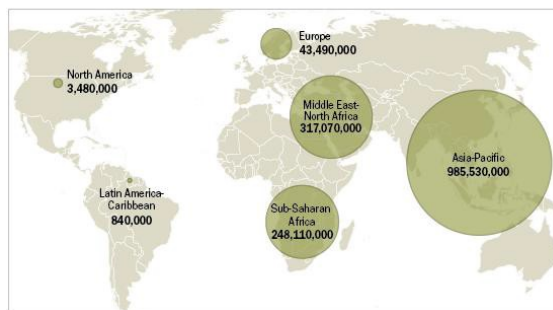 Europe
43,490,000
North America
3,480,000
Middle East-
North Africa
317,070,000
Asia-Pacific
985,530,000
Latin America-
Caribbean
840,000
Sub-Saharan
Africa
248,110,000